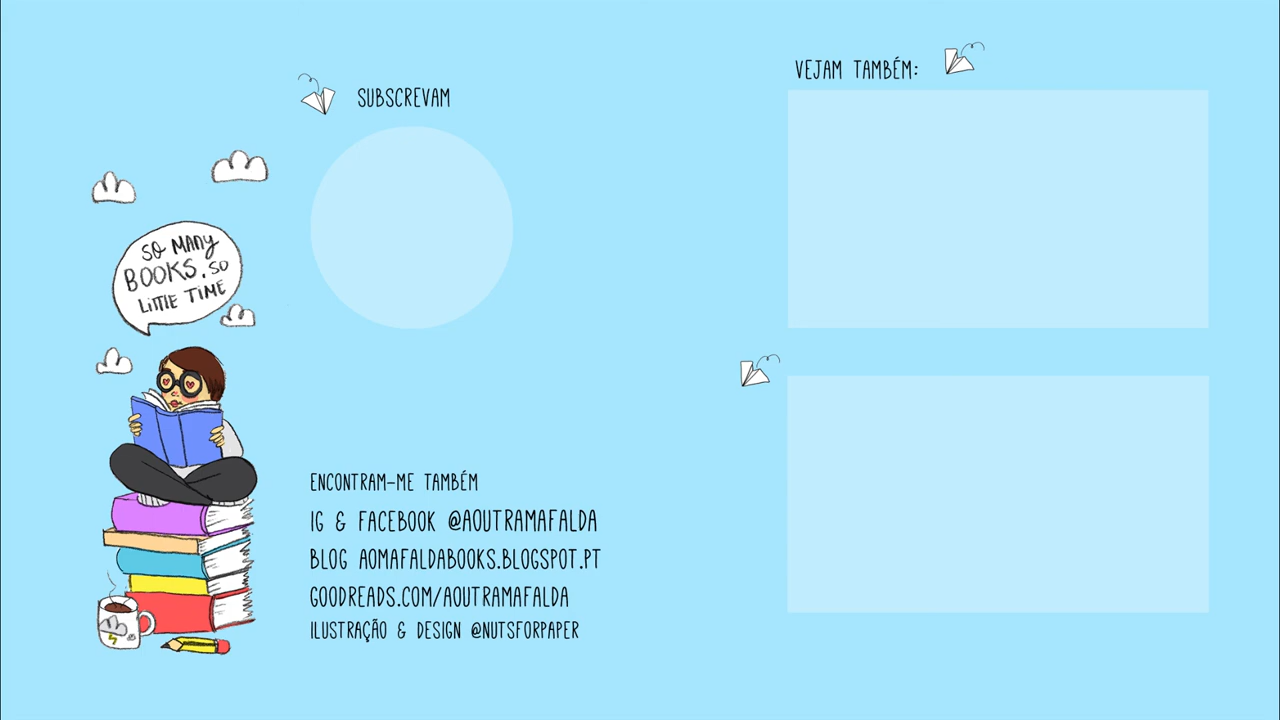 SUBSCREVAM
VEJAM TAMBÉM:
SO MANY
BOOKS, SO
LITTLE TIME
ENCONTRAM-ME TAMBÉM
IG & FACEBOOK @AOUTRAMAFALDA
BLOG AOMAFALDABOOKS.BLOGSPOT.PT
GOODREADS.COM/AOUTRAMAFALDA
ILUSTRAÇÃO & DESIGN @NUTSFORPAPER